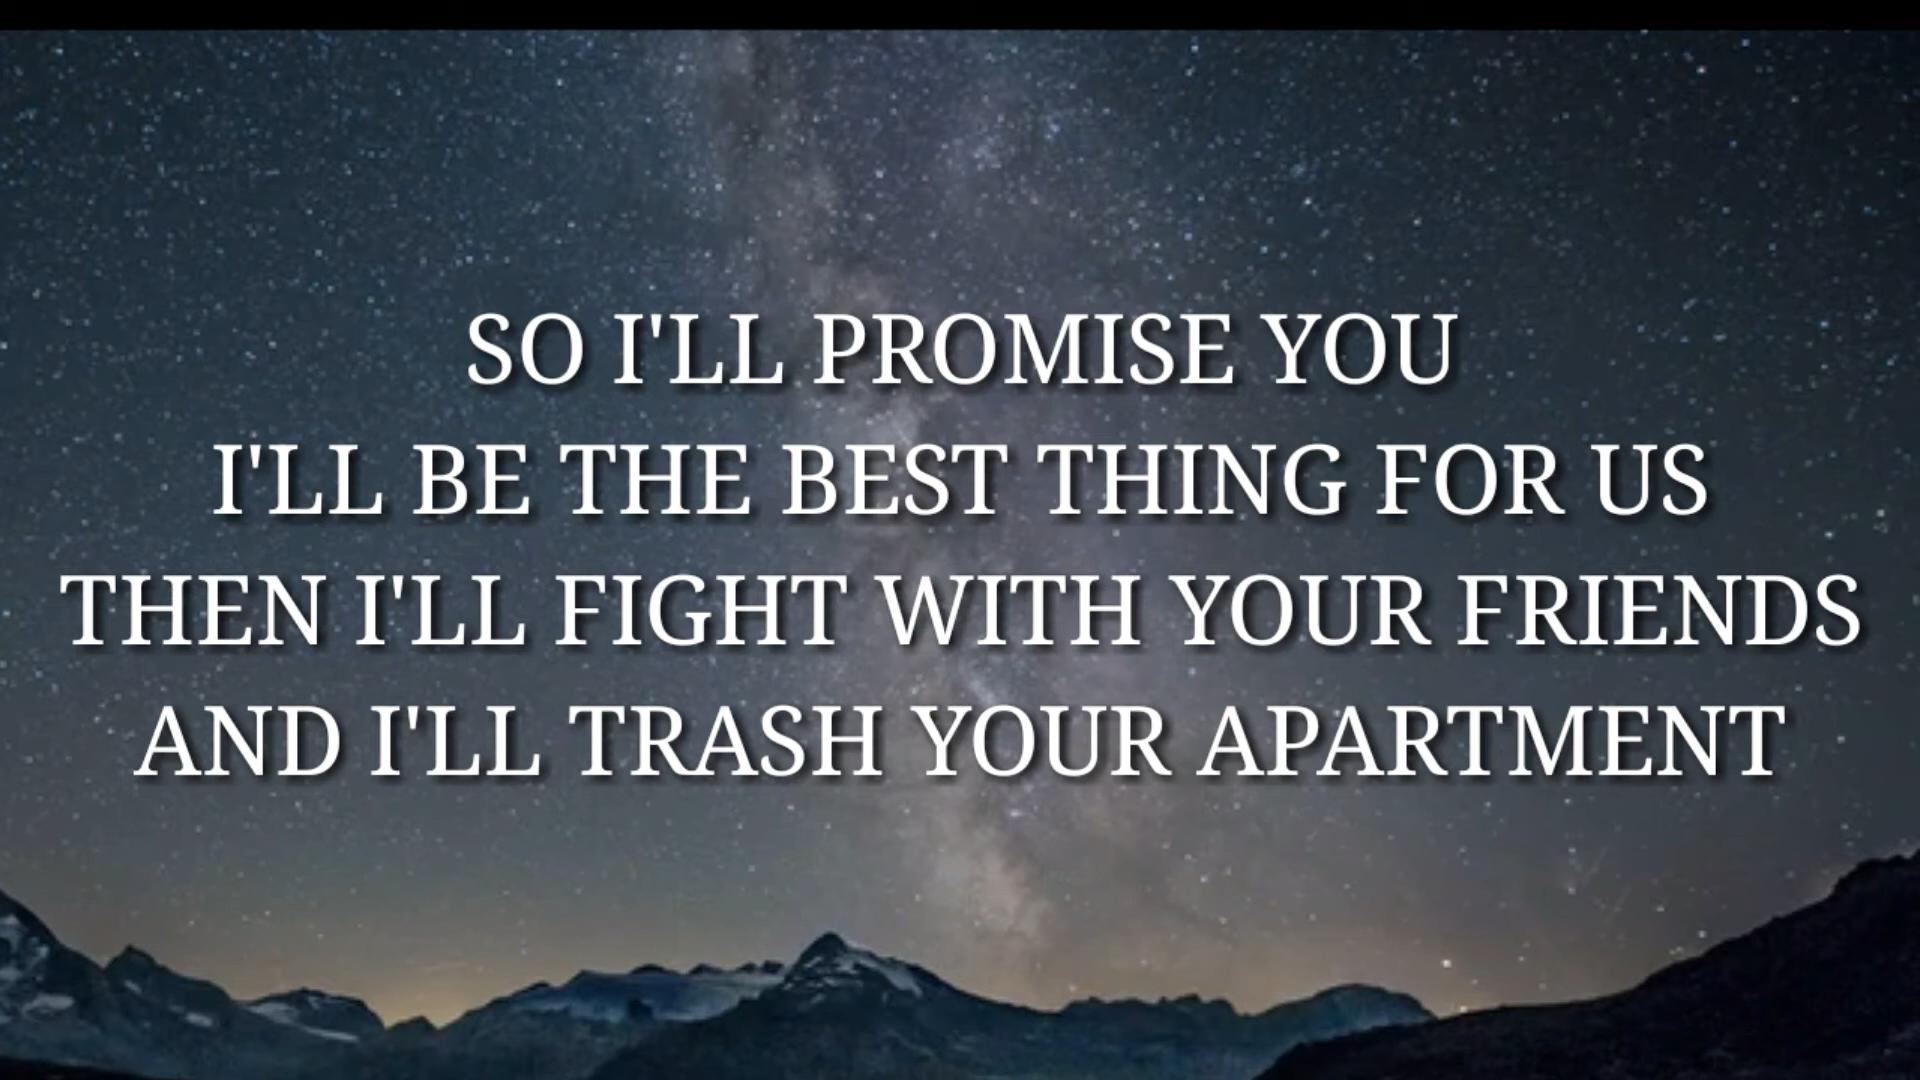 SO I'LL PROMISE YOU
I'LL BE THE BEST THING FOR US
THEN I'LL FIGHT WITH YOUR FRIENDS
AND I'LL TRASH YOUR APARTMENT